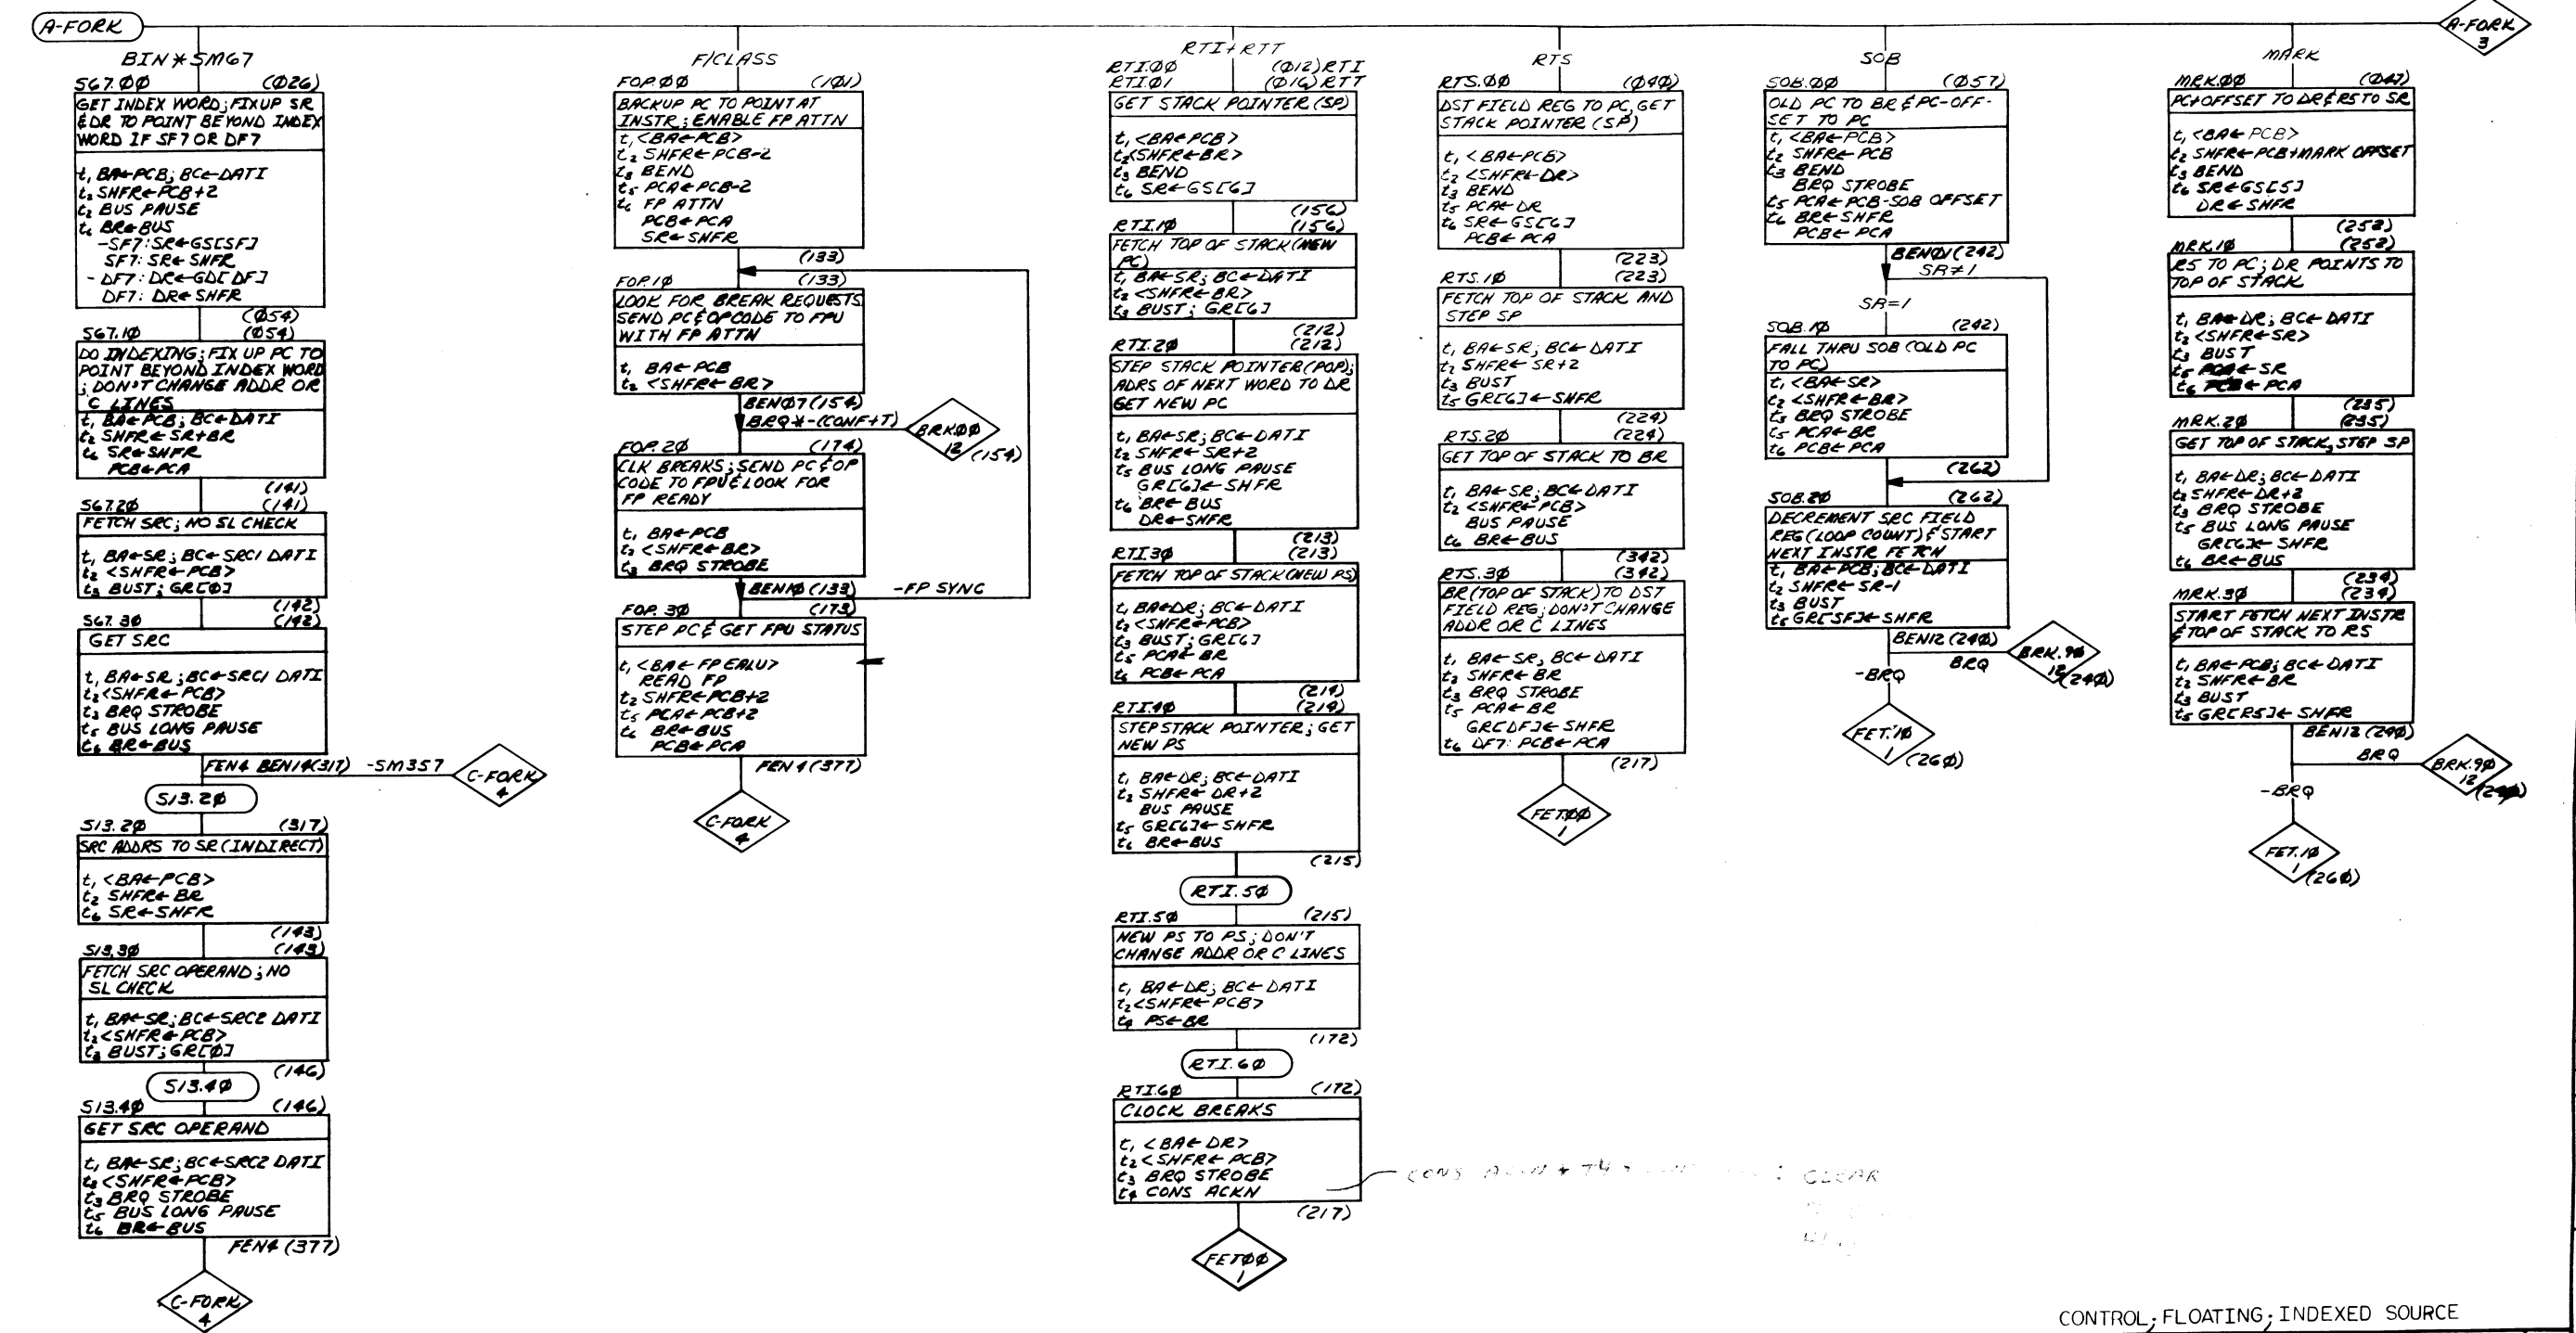 A-FORK
A-FORK
3
BIN*SM67
S67.00 (026)
GET INDEX WORD; FIXUP SR
& DR TO POINT BEYOND INDEX
WORD IF SF7 OR DF7
t1 BA←PCB; BC←DATI
t2 SHFR←PCB+2
t2 BUS PAUSE
t6 BR←BUS
-SF7: SR←GS[SF]
SF7: SR←SHFR
-DF7: DR←GD[DF]
DF7: DR←SHFR
(054)
S67.10 (054)
DO INDEXING; FIX UP PC TO
POINT BEYOND INDEX WORD
; DON'T CHANGE ADDR OR
C LINES
t1 BA←PCB; BC←DATI
t2 SHFR←SR+BR
t6 SR←SHFR
PCB←PCA
(141)
S67.20 (141)
FETCH SRC; NO SL CHECK
t1 BA←SR; BC←SRC1 DATI
t2 <SHFR←PCB>
t3 BUST; GR[0]
(142)
S67.30 (142)
GET SRC
t1 BA←SR; BC←SRC1 DATI
t2 <SHFR←PCB>
t3 BRQ STROBE
t5 BUS LONG PAUSE
t6 BR←BUS
FEN4 BEN14(317) -SM357
C-FORK
4
S13.20
S13.20 (317)
SRC ADDRS TO SR (INDIRECT)
t1 <BA←PCB>
t2 SHFR←BR
t6 SR←SHFR
(143)
S13.30 (143)
FETCH SRC OPERAND; NO
SL CHECK
t1 BA←SR; BC←SRC2 DATI
t2 <SHFR←PCB>
t3 BUST; GR[0]
(146)
S13.40
S13.40 (146)
GET SRC OPERAND
t1 BA←SR; BC←SRC2 DATI
t2 <SHFR←PCB>
t3 BRQ STROBE
t5 BUS LONG PAUSE
t6 BR←BUS
FEN4 (377)
C-FORK
4
F/CLASS
FOP.00 (101)
BACKUP PC TO POINT AT
INSTR; ENABLE FP ATTN
t1 <BA←PCB>
t2 SHFR←PCB-2
t3 BEND
t5 PCA←PCB-2
t6 FP ATTN
PCB←PCA
SR←SHFR
(133)
FOP.10 (133)
LOOK FOR BREAK REQUESTS
SEND PC & OPCODE TO FPU
WITH FP ATTN
t1 BA←PCB
t2 <SHFR←BR>
BEN07 (154)
BRQ*-(CONF+T)
BRK.00
12 (154)
FOP.20 (174)
CLK BREAKS; SEND PC & OP
CODE TO FPU & LOOK FOR
FP READY
t1 BA←PCB
t2 <SHFR←BR>
t3 BRQ STROBE
BEN10 (133) -FP SYNC
FOP.30 (173)
STEP PC & GET FPU STATUS
t1 <BA←FP EALU>
READ FP
t2 SHFR←PCB+2
t5 PCA←PCB+2
t6 BR←BUS
PCB←PCA
FEN4 (377)
C-FORK
4
RTI+RTT
RTI.00 (012) RTI
RTI.01 (016) RTT
GET STACK POINTER (SP)
t1 <BA←PCB>
t2 <SHFR←BR>
t3 BEND
t6 SR←GS[6]
(156)
RTI.10 (156)
FETCH TOP OF STACK (NEW
PC)
t1 BA←SR; BC←DATI
t2 <SHFR←BR>
t3 BUST; GR[6]
(212)
RTI.20 (212)
STEP STACK POINTER (POP);
ADRS OF NEXT WORD TO DR
GET NEW PC
t1 BA←SR; BC←DATI
t2 SHFR←SR+2
t5 BUS LONG PAUSE
GR[6]←SHFR
t6 BR←BUS
DR←SHFR
(213)
RTI.30 (213)
FETCH TOP OF STACK (NEW PS)
t1 BA←DR; BC←DATI
t2 <SHFR←PCB>
t3 BUST; GR[6]
t5 PCA←BR
t6 PCB←PCA
(214)
RTI.40 (214)
STEP STACK POINTER; GET
NEW PS
t1 BA←DR; BC←DATI
t2 SHFR←DR+2
BUS PAUSE
t5 GR[6]←SHFR
t6 BR←BUS
(215)
RTI.50
RTI.50 (215)
NEW PS TO PS; DON'T
CHANGE ADDR OR C LINES
t1 BA←DR; BC←DATI
t2 <SHFR←PCB>
t4 PS←BR
(172)
RTI.60
RTI.60 (172)
CLOCK BREAKS
t1 <BA←DR>
t2 <SHFR←PCB>
t3 BRQ STROBE
t4 CONS ACKN
(217)
CONS ACKN * T4 : CLEAR
FET00
1
RTS
RTS.00 (040)
DST FIELD REG TO PC, GET
STACK POINTER (SP)
t1 <BA←PCB>
t2 <SHFR←DR>
t3 BEND
t5 PCA←DR
t6 SR←GS[6]
PCB←PCA
(223)
RTS.10 (223)
FETCH TOP OF STACK AND
STEP SP
t1 BA←SR; BC←DATI
t2 SHFR←SR+2
t3 BUST
t5 GR[6]←SHFR
(224)
RTS.20 (224)
GET TOP OF STACK TO BR
t1 BA←SR; BC←DATI
t2 <SHFR←PCB>
BUS PAUSE
t6 BR←BUS
(342)
RTS.30 (342)
BR (TOP OF STACK) TO DST
FIELD REG; DON'T CHANGE
ADDR OR C LINES
t1 BA←SR, BC←DATI
t2 SHFR←BR
t3 BRQ STROBE
t5 PCA←BR
GR[DF]←SHFR
t6 DF7: PCB←PCA
(217)
FET.00
1
SOB
SOB.00 (057)
OLD PC TO BR & PC-OFF-
SET TO PC
t1 <BA←PCB>
t2 SHFR←PCB
t3 BEND
BRQ STROBE
t5 PCA←PCB-SOB OFFSET
t6 BR←SHFR
PCB←PCA
BEN01 (242)
SR≠1
SR=1
SOB.10 (242)
FALL THRU SOB (OLD PC
TO PC)
t1 <BA←SR>
t2 <SHFR←BR>
t3 BRQ STROBE
t5 PCA←BR
t6 PCB←PCA
(262)
SOB.20 (262)
DECREMENT SRC FIELD
REG (LOOP COUNT) & START
NEXT INSTR FETCH
t1 BA←PCB; BC←DATI
t2 SHFR←SR-1
t3 BUST
t5 GR[SF]←SHFR
BEN12 (240)
BRQ
BRK.90
12 (240)
-BRQ
FET.10
1 (260)
MARK
MRK.00 (047)
PC+OFFSET TO DR & R5 TO SR
t1 <BA←PCB>
t2 SHFR←PCB+MARK OFFSET
t3 BEND
t6 SR←GS[5]
DR←SHFR
(252)
MRK.10 (252)
R5 TO PC; DR POINTS TO
TOP OF STACK
t1 BA←DR; BC←DATI
t2 <SHFR←SR>
t3 BUST
t5 PCA←SR
t6 PCB←PCA
(235)
MRK.20 (235)
GET TOP OF STACK, STEP SP
t1 BA←DR; BC←DATI
t2 SHFR←DR+2
t3 BRQ STROBE
t5 BUS LONG PAUSE
GR[6]←SHFR
t6 BR←BUS
(234)
MRK.30 (234)
START FETCH NEXT INSTR
& TOP OF STACK TO R5
t1 BA←PCB; BC←DATI
t2 SHFR←BR
t3 BUST
t5 GR[R5]←SHFR
BEN12 (240)
BRQ
BRK.90
12 (240)
-BRQ
FET.10
1 (260)
CONTROL; FLOATING; INDEXED SOURCE